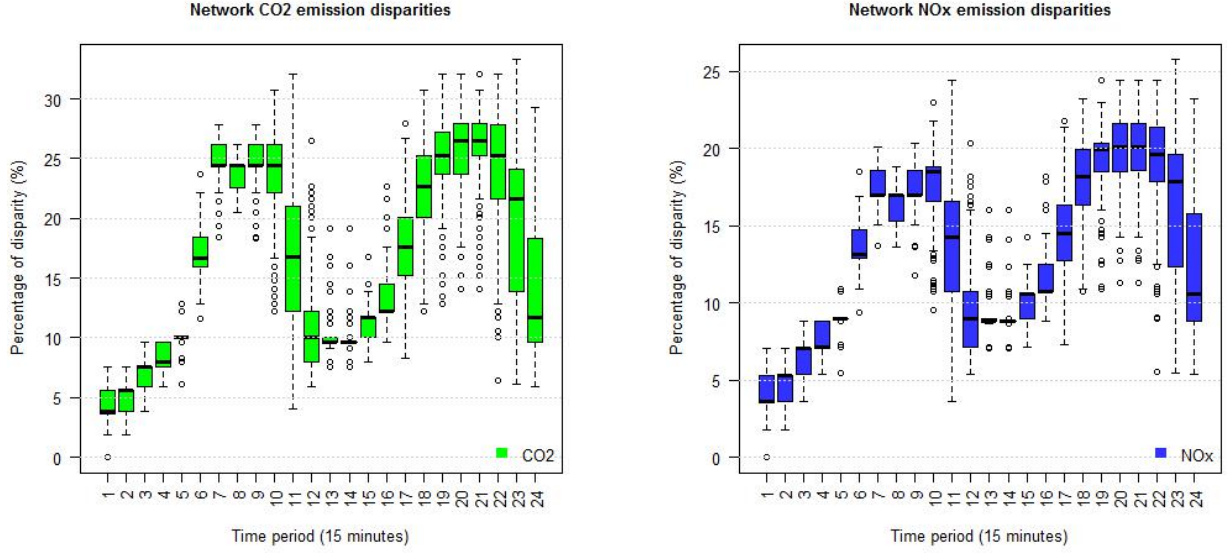 Network CO2 emission disparities
Percentage of disparity (%)
30
25
20
15
10
5
0
CO2
1 2 3 4 5 6 7 8 9 10 11 12 13 14 15 16 17 18 19 20 21 22 23 24
Time period (15 minutes)
Network NOx emission disparities
Percentage of disparity (%)
25
20
15
10
5
0
NOx
1 2 3 4 5 6 7 8 9 10 11 12 13 14 15 16 17 18 19 20 21 22 23 24
Time period (15 minutes)